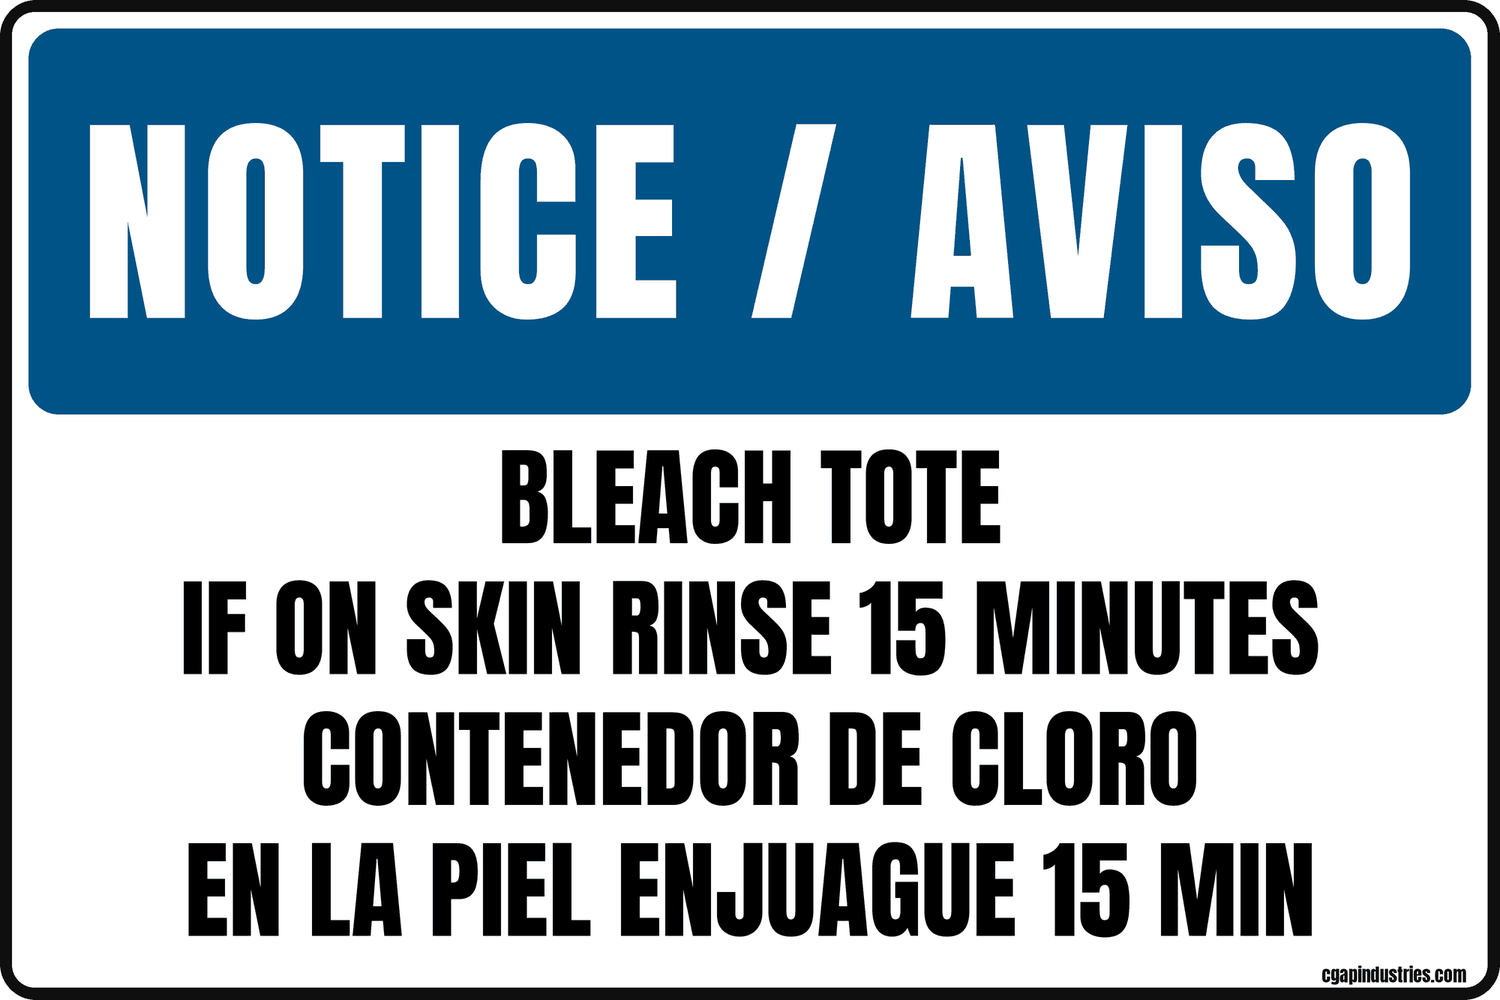 NOTICE / AVISO
BLEACH TOTE
IF ON SKIN RINSE 15 MINUTES
CONTENEDOR DE CLORO
EN LA PIEL ENJUAGUE 15 MIN
cgapindustries.com